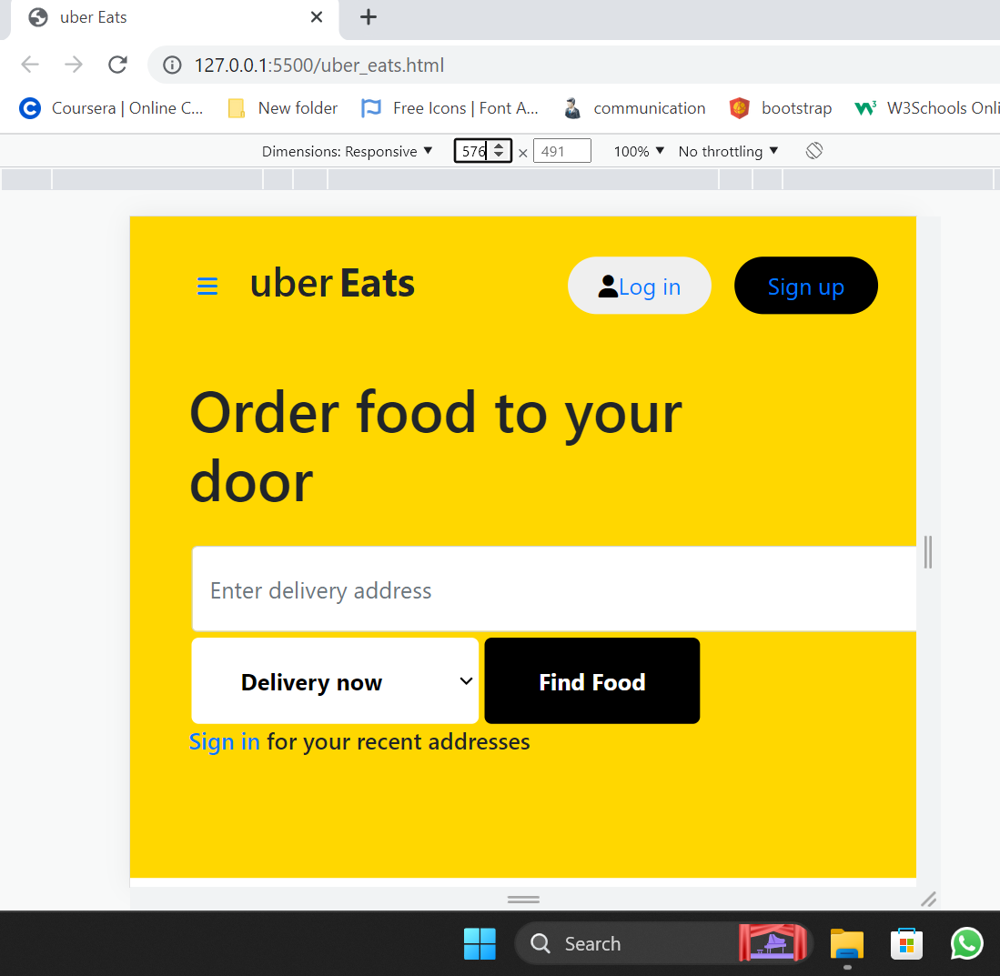 uber Eats
127.0.0.1:5500/uber_eats.html
Coursera | Online C... New folder Free Icons | Font A... communication bootstrap W3Schools Onli
Dimensions: Responsive 576 × 491 100% No throttling
uber Eats Log in Sign up
Order food to your
door
Enter delivery address
Delivery now Find Food
Sign in for your recent addresses
Search